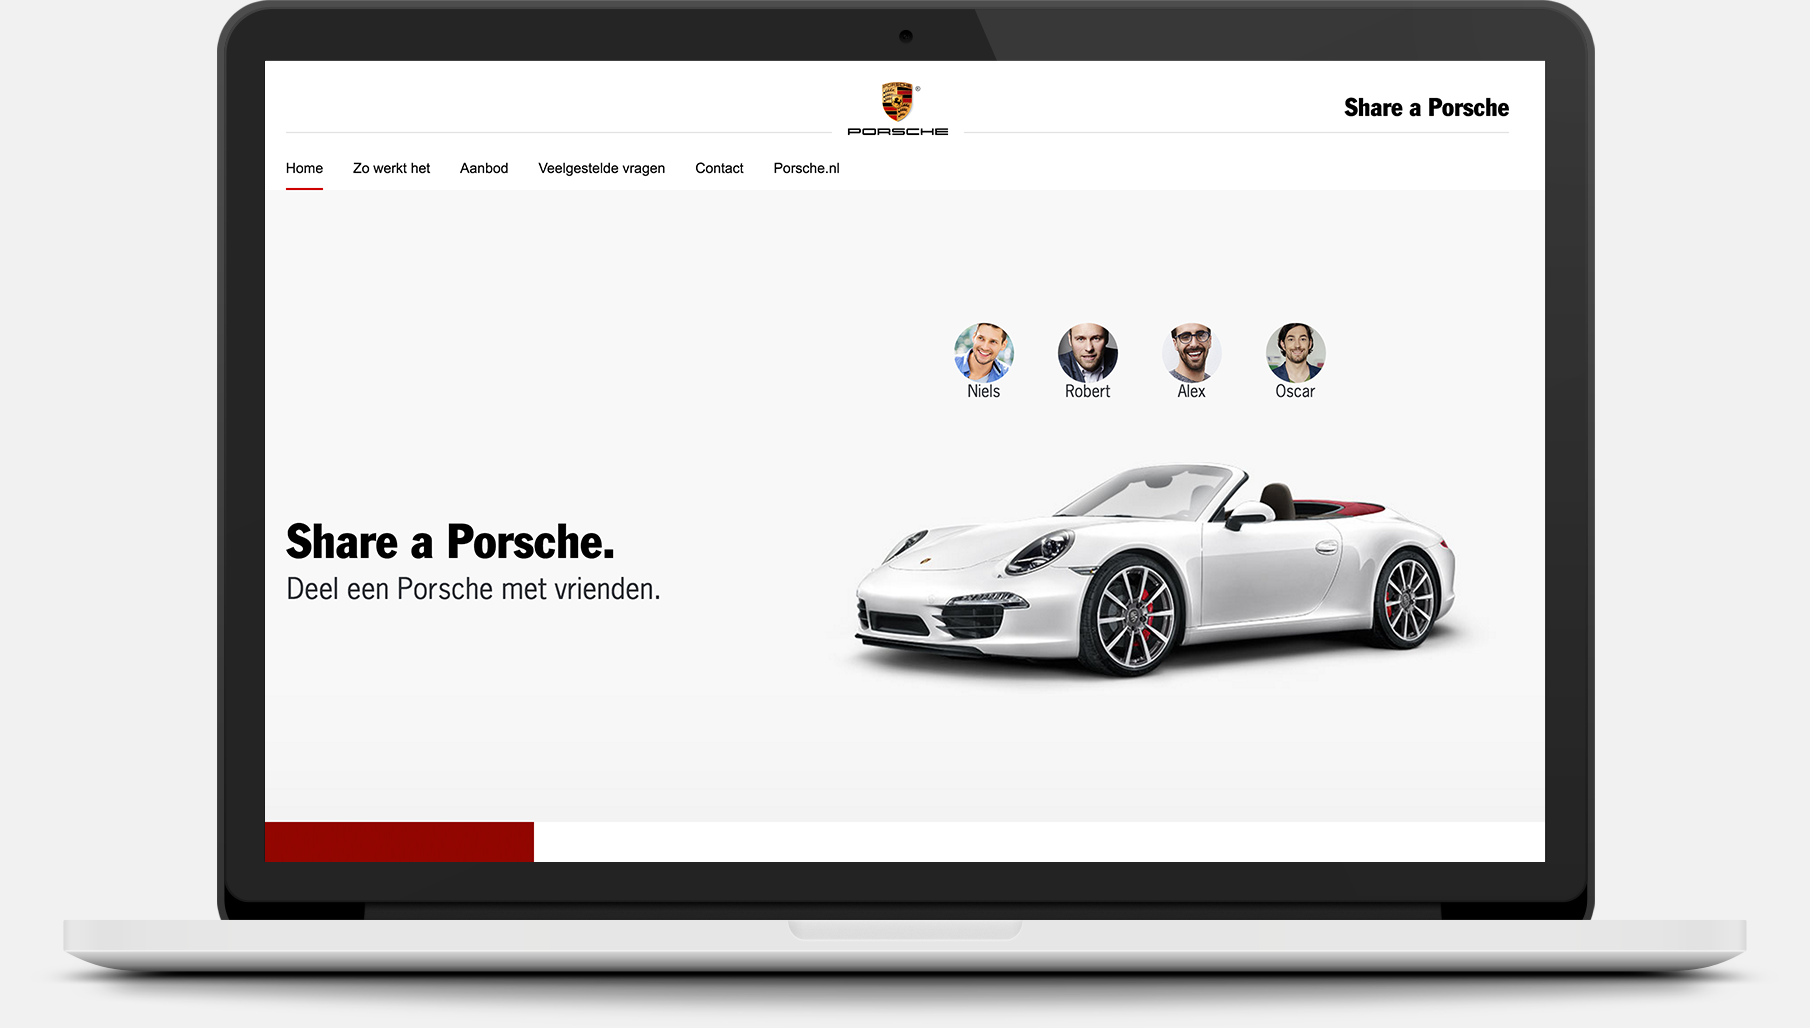 PORSCHE
PORSCHE
Share a Porsche
Home Zo werkt het Aanbod Veelgestelde vragen Contact Porsche.nl
Niels Robert Alex Oscar
Share a Porsche.
Deel een Porsche met vrienden.